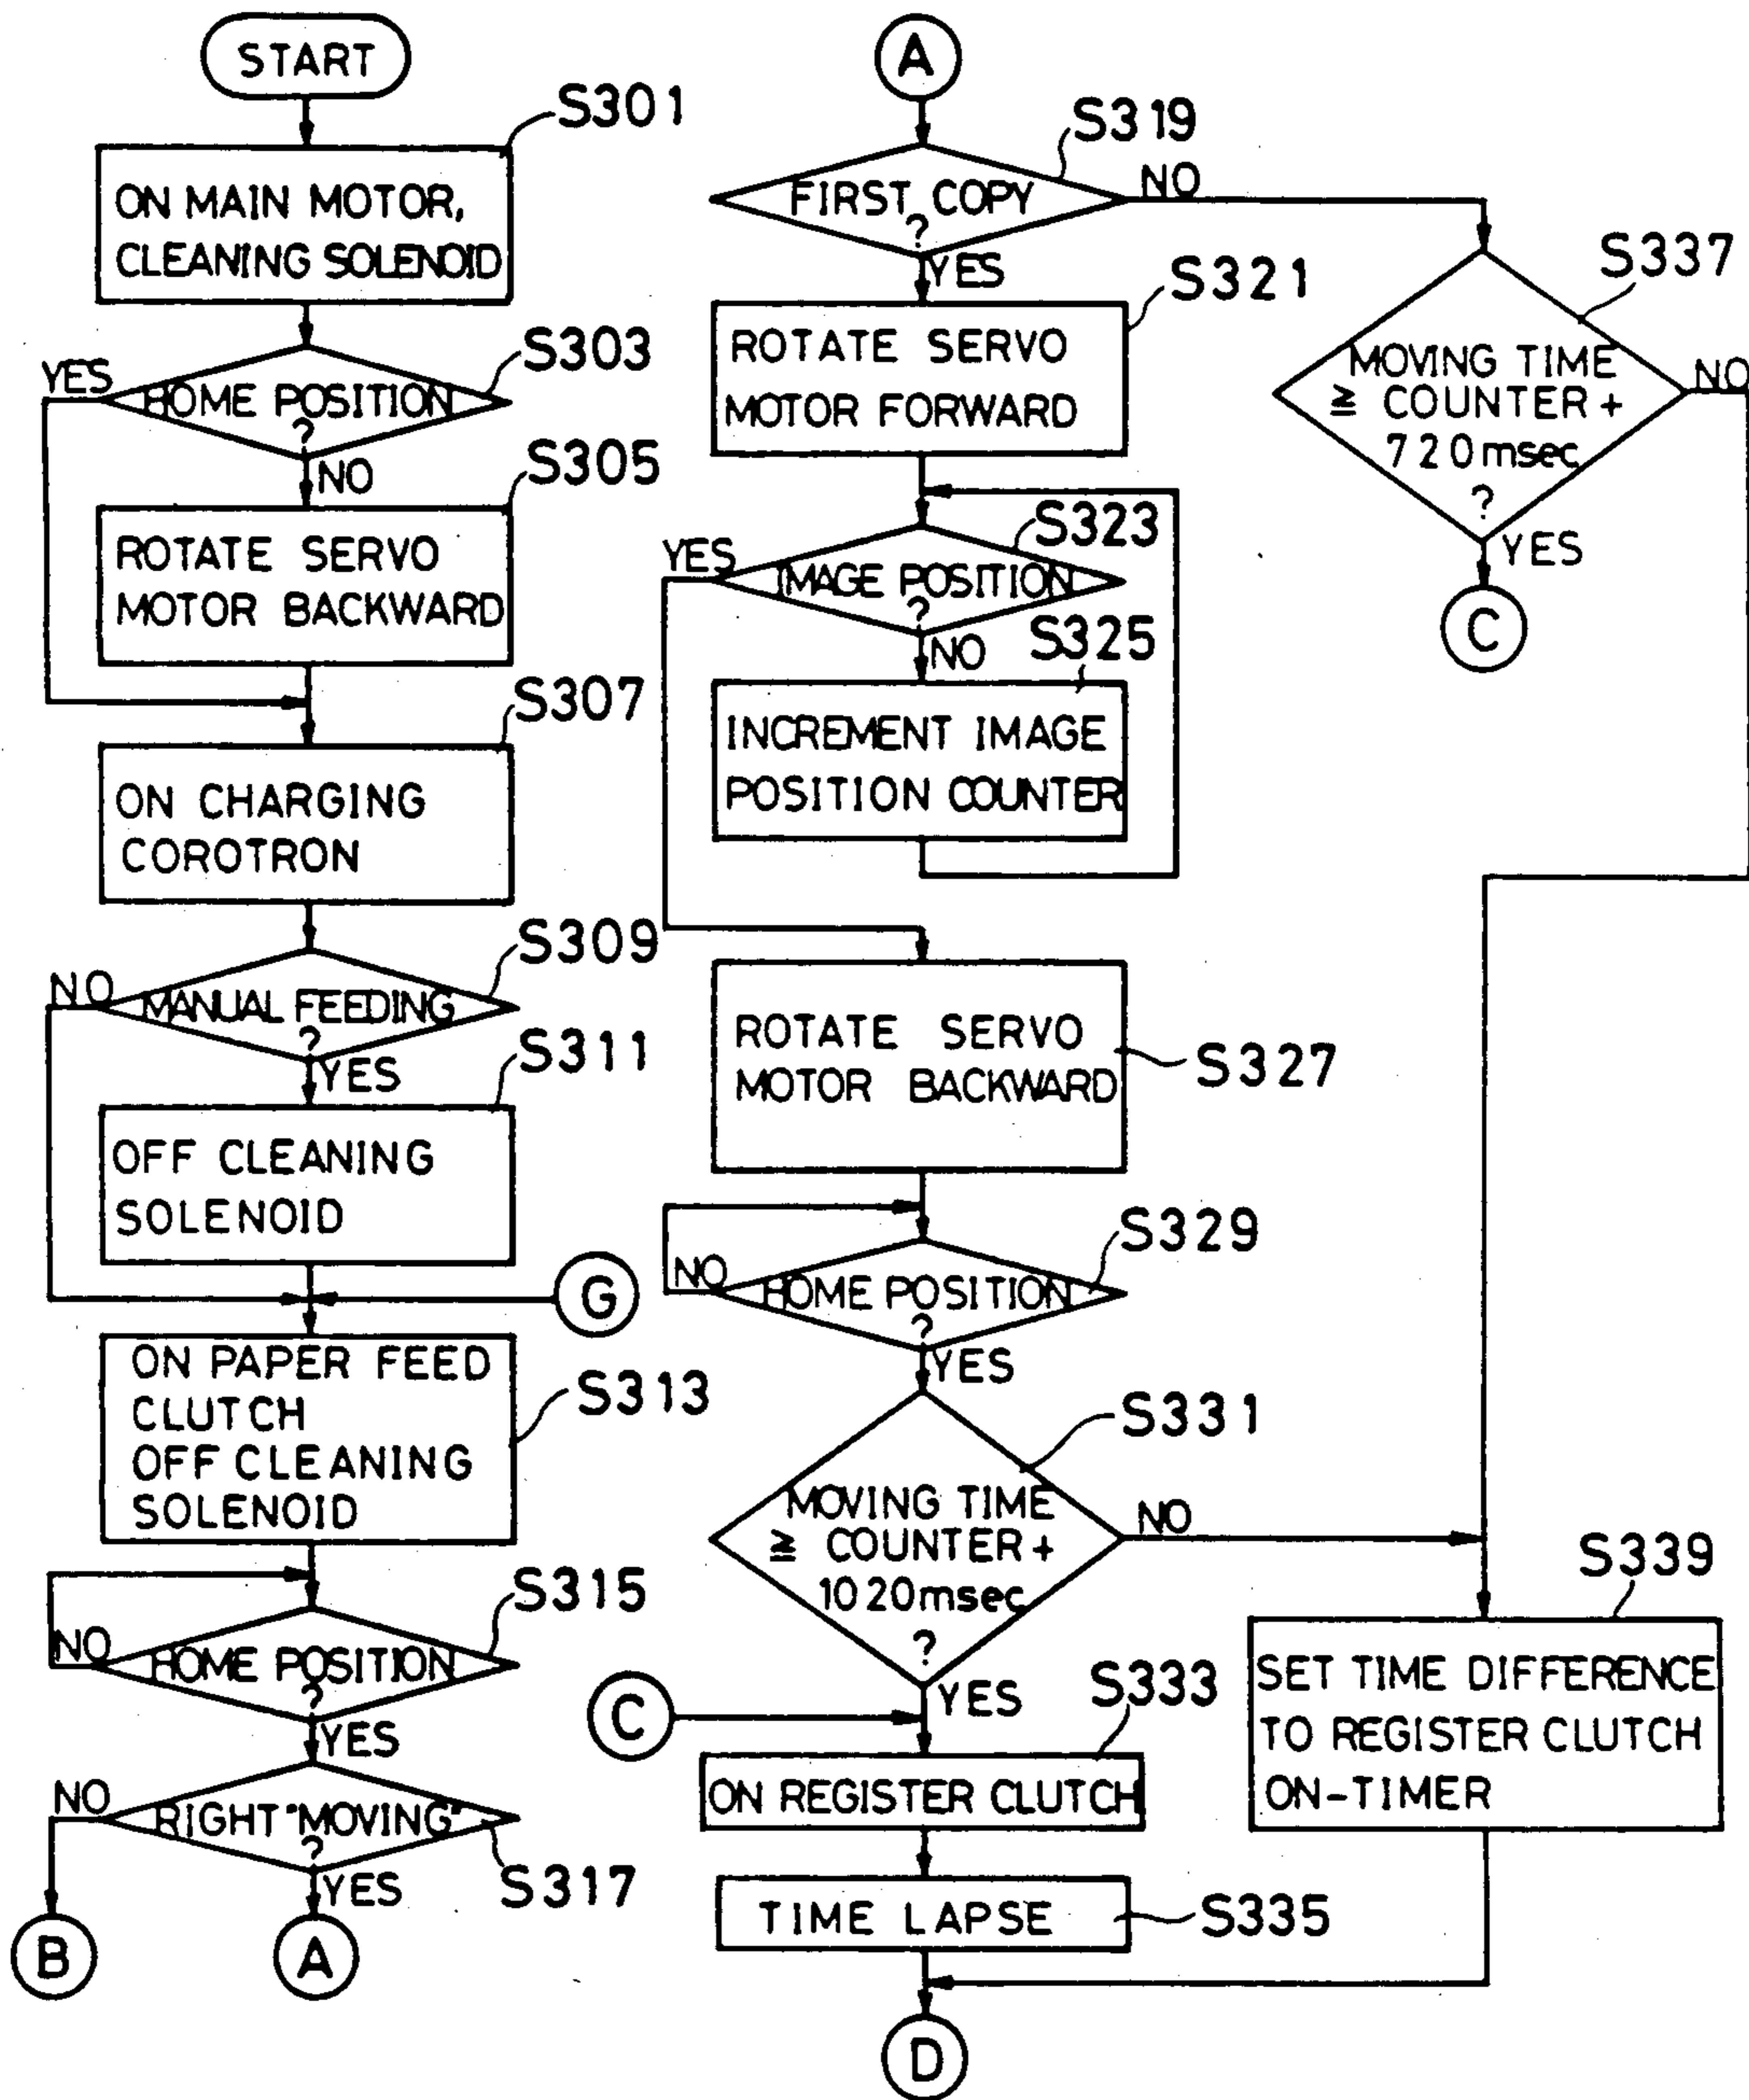 START
S301
ON MAIN MOTOR,
CLEANING SOLENOID
S303
YES
HOME POSITION
?
NO
S305
ROTATE SERVO
MOTOR BACKWARD
S307
ON CHARGING
COROTRON
S309
NO
MANUAL FEEDING
?
YES
S311
OFF CLEANING
SOLENOID
G
ON PAPER FEED
CLUTCH
OFF CLEANING
SOLENOID
S313
S315
NO
HOME POSITION
?
YES
NO
RIGHT "MOVING"
?
YES
S317
B
A
A
S319
FIRST COPY
?
NO
YES
S321
ROTATE SERVO
MOTOR FORWARD
S323
YES
IMAGE POSITION
?
NO
S325
INCREMENT IMAGE
POSITION COUNTER
ROTATE SERVO
MOTOR BACKWARD
S327
S329
NO
HOME POSITION
?
YES
S331
MOVING TIME
≧ COUNTER +
1020msec
?
NO
YES
C
S333
ON REGISTER CLUTCH
TIME LAPSE
S335
D
S337
MOVING TIME
≧ COUNTER +
720msec
?
NO
YES
C
S339
SET TIME DIFFERENCE
TO REGISTER CLUTCH
ON-TIMER